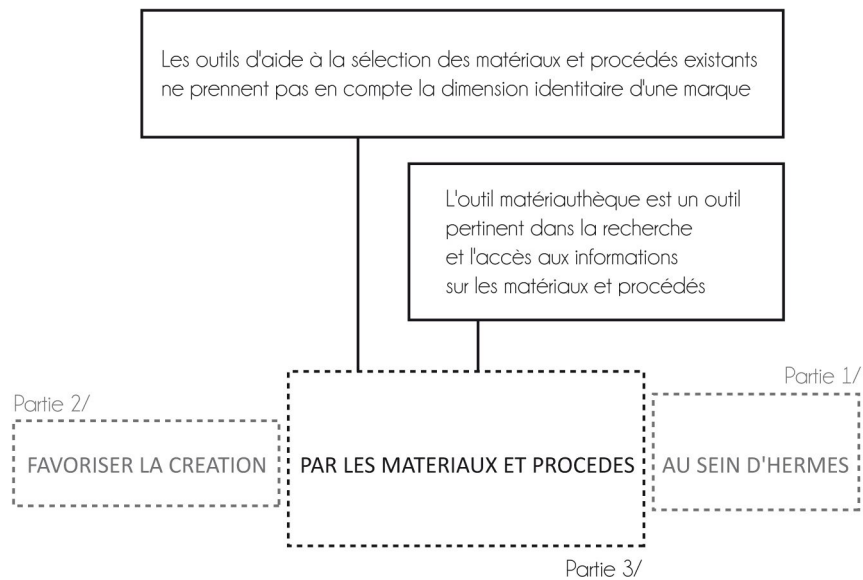 Les outils d'aide à la sélection des matériaux et procédés existants
ne prennent pas en compte la dimension identitaire d'une marque
L'outil matériauthèque est un outil
pertinent dans la recherche
et l'accès aux informations
sur les matériaux et procédés
Partie 1/
Partie 2/
FAVORISER LA CREATION
PAR LES MATERIAUX ET PROCEDES
AU SEIN D'HERMES
Partie 3/